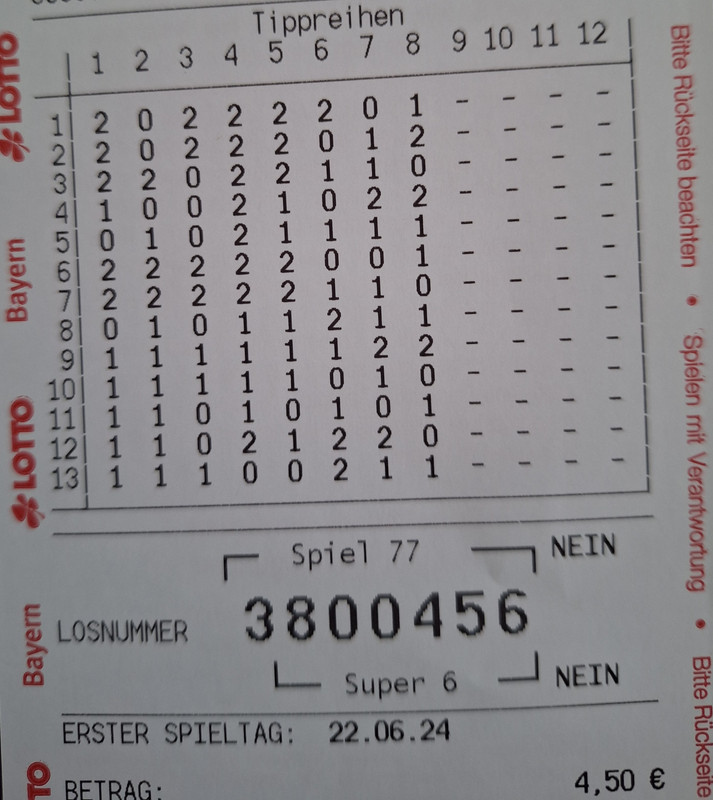 Tippreihen
1 2 3 4 5 6 7 8 9 10 11 12
1 2 0 2 2 2 2 0 1 - - - -
2 2 0 2 2 2 0 1 2 - - - -
3 2 2 0 2 2 1 1 0 - - - -
4 1 0 0 2 1 0 2 2 - - - -
5 0 1 0 2 1 1 1 1 - - - -
6 2 2 2 2 2 0 0 1 - - - -
7 2 2 2 2 2 1 1 0 - - - -
8 0 1 0 1 1 2 1 1 - - - -
9 1 1 1 1 1 1 2 2 - - - -
10 1 1 1 1 1 0 1 0 - - - -
11 1 1 0 1 0 1 0 1 - - - -
12 1 1 0 2 1 2 2 0 - - - -
13 1 1 1 0 0 2 1 1 - - - -
Spiel 77 NEIN
LOSNUMMER 3800456
Super 6 NEIN
ERSTER SPIELTAG: 22.06.24
BETRAG: 4,50 €
LOTTO Bayern LOTTO Bayern
Bitte Rückseite beachten • Spielen mit Verantwortung • Bitte Rückseite